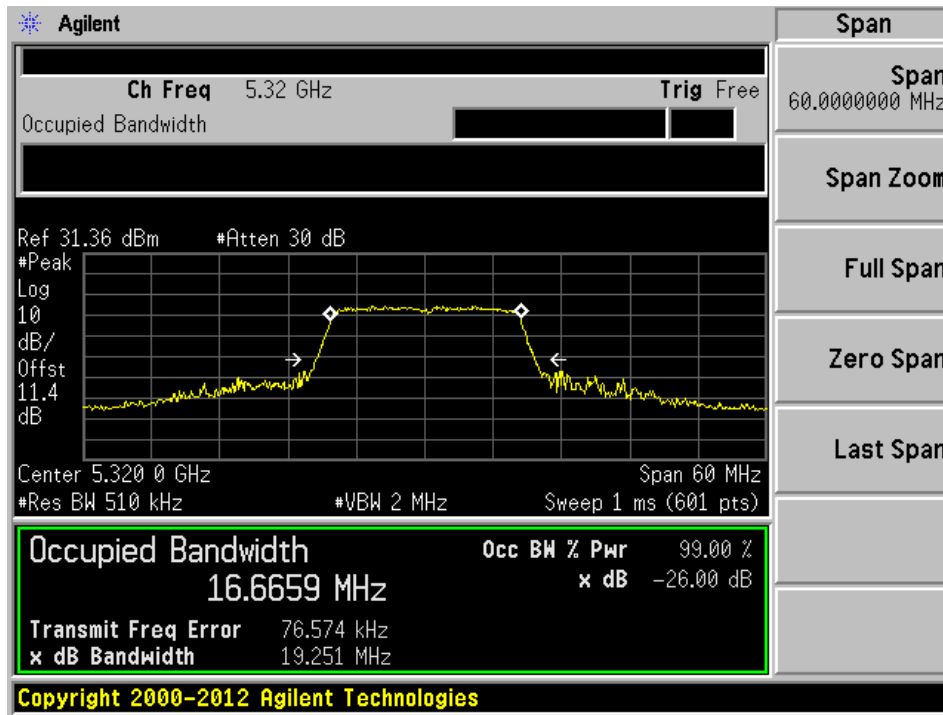 Agilent
Span
Ch Freq 5.32 GHz Trig Free
Occupied Bandwidth
Span
60.0000000 MHz
Span Zoom
Full Span
Zero Span
Last Span
Ref 31.36 dBm #Atten 30 dB
#Peak
Log
10
dB/
Offst
11.4
dB
Center 5.320 0 GHz Span 60 MHz
#Res BW 510 kHz #VBW 2 MHz Sweep 1 ms (601 pts)
Occupied Bandwidth Occ BW % Pwr 99.00 %
16.6659 MHz x dB -26.00 dB
Transmit Freq Error 76.574 kHz
x dB Bandwidth 19.251 MHz
Copyright 2000-2012 Agilent Technologies